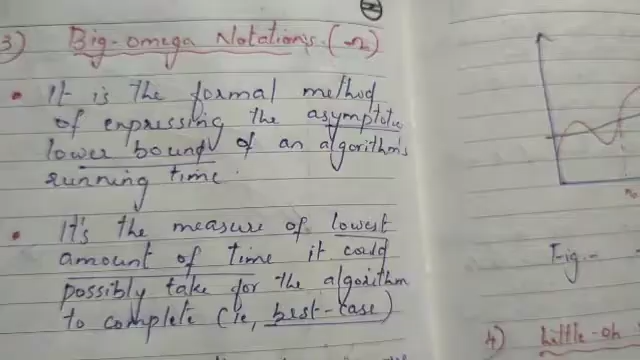 3) Big-omega Notations. (Ω)
• It is the formal method
of expressing the asymptotic
lower bound of an algorithm's
running time.
• It's the measure of lowest
amount of time it could
possibly take for the algorithm
to complete (ie, best-case)
n₀
Fig.-
4) Little-oh